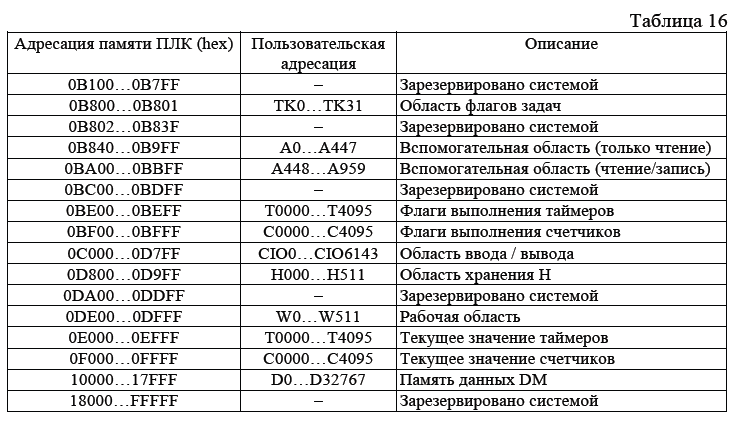 Таблица 16
Адресация памяти ПЛК (hex) Пользовательская адресация Описание
0B100…0B7FF – Зарезервировано системой
0B800…0B801 TK0…TK31 Область флагов задач
0B802…0B83F – Зарезервировано системой
0B840…0B9FF A0…A447 Вспомогательная область (только чтение)
0BA00…0BBFF A448…A959 Вспомогательная область (чтение/запись)
0BC00…0BDFF – Зарезервировано системой
0BE00…0BEFF T0000…T4095 Флаги выполнения таймеров
0BF00…0BFFF C0000…C4095 Флаги выполнения счетчиков
0C000…0D7FF CIO0…CIO6143 Область ввода / вывода
0D800…0D9FF H000…H511 Область хранения H
0DA00…0DDFF – Зарезервировано системой
0DE00…0DFFF W0…W511 Рабочая область
0E000…0EFFF T0000…T4095 Текущее значение таймеров
0F000…0FFFF C0000…C4095 Текущее значение счетчиков
10000…17FFF D0…D32767 Память данных DM
18000…FFFFF – Зарезервировано системой